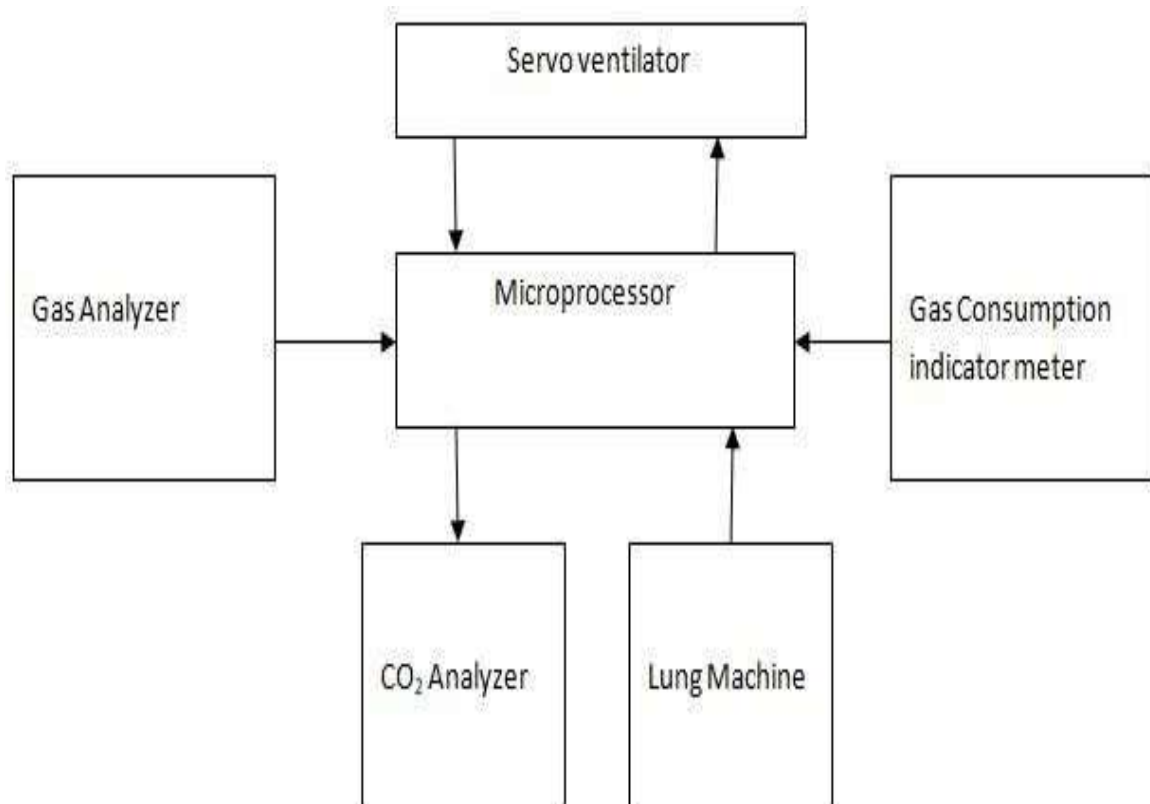 Servo ventilator
Gas Analyzer
Microprocessor
Gas Consumption
indicator meter
CO₂ Analyzer
Lung Machine